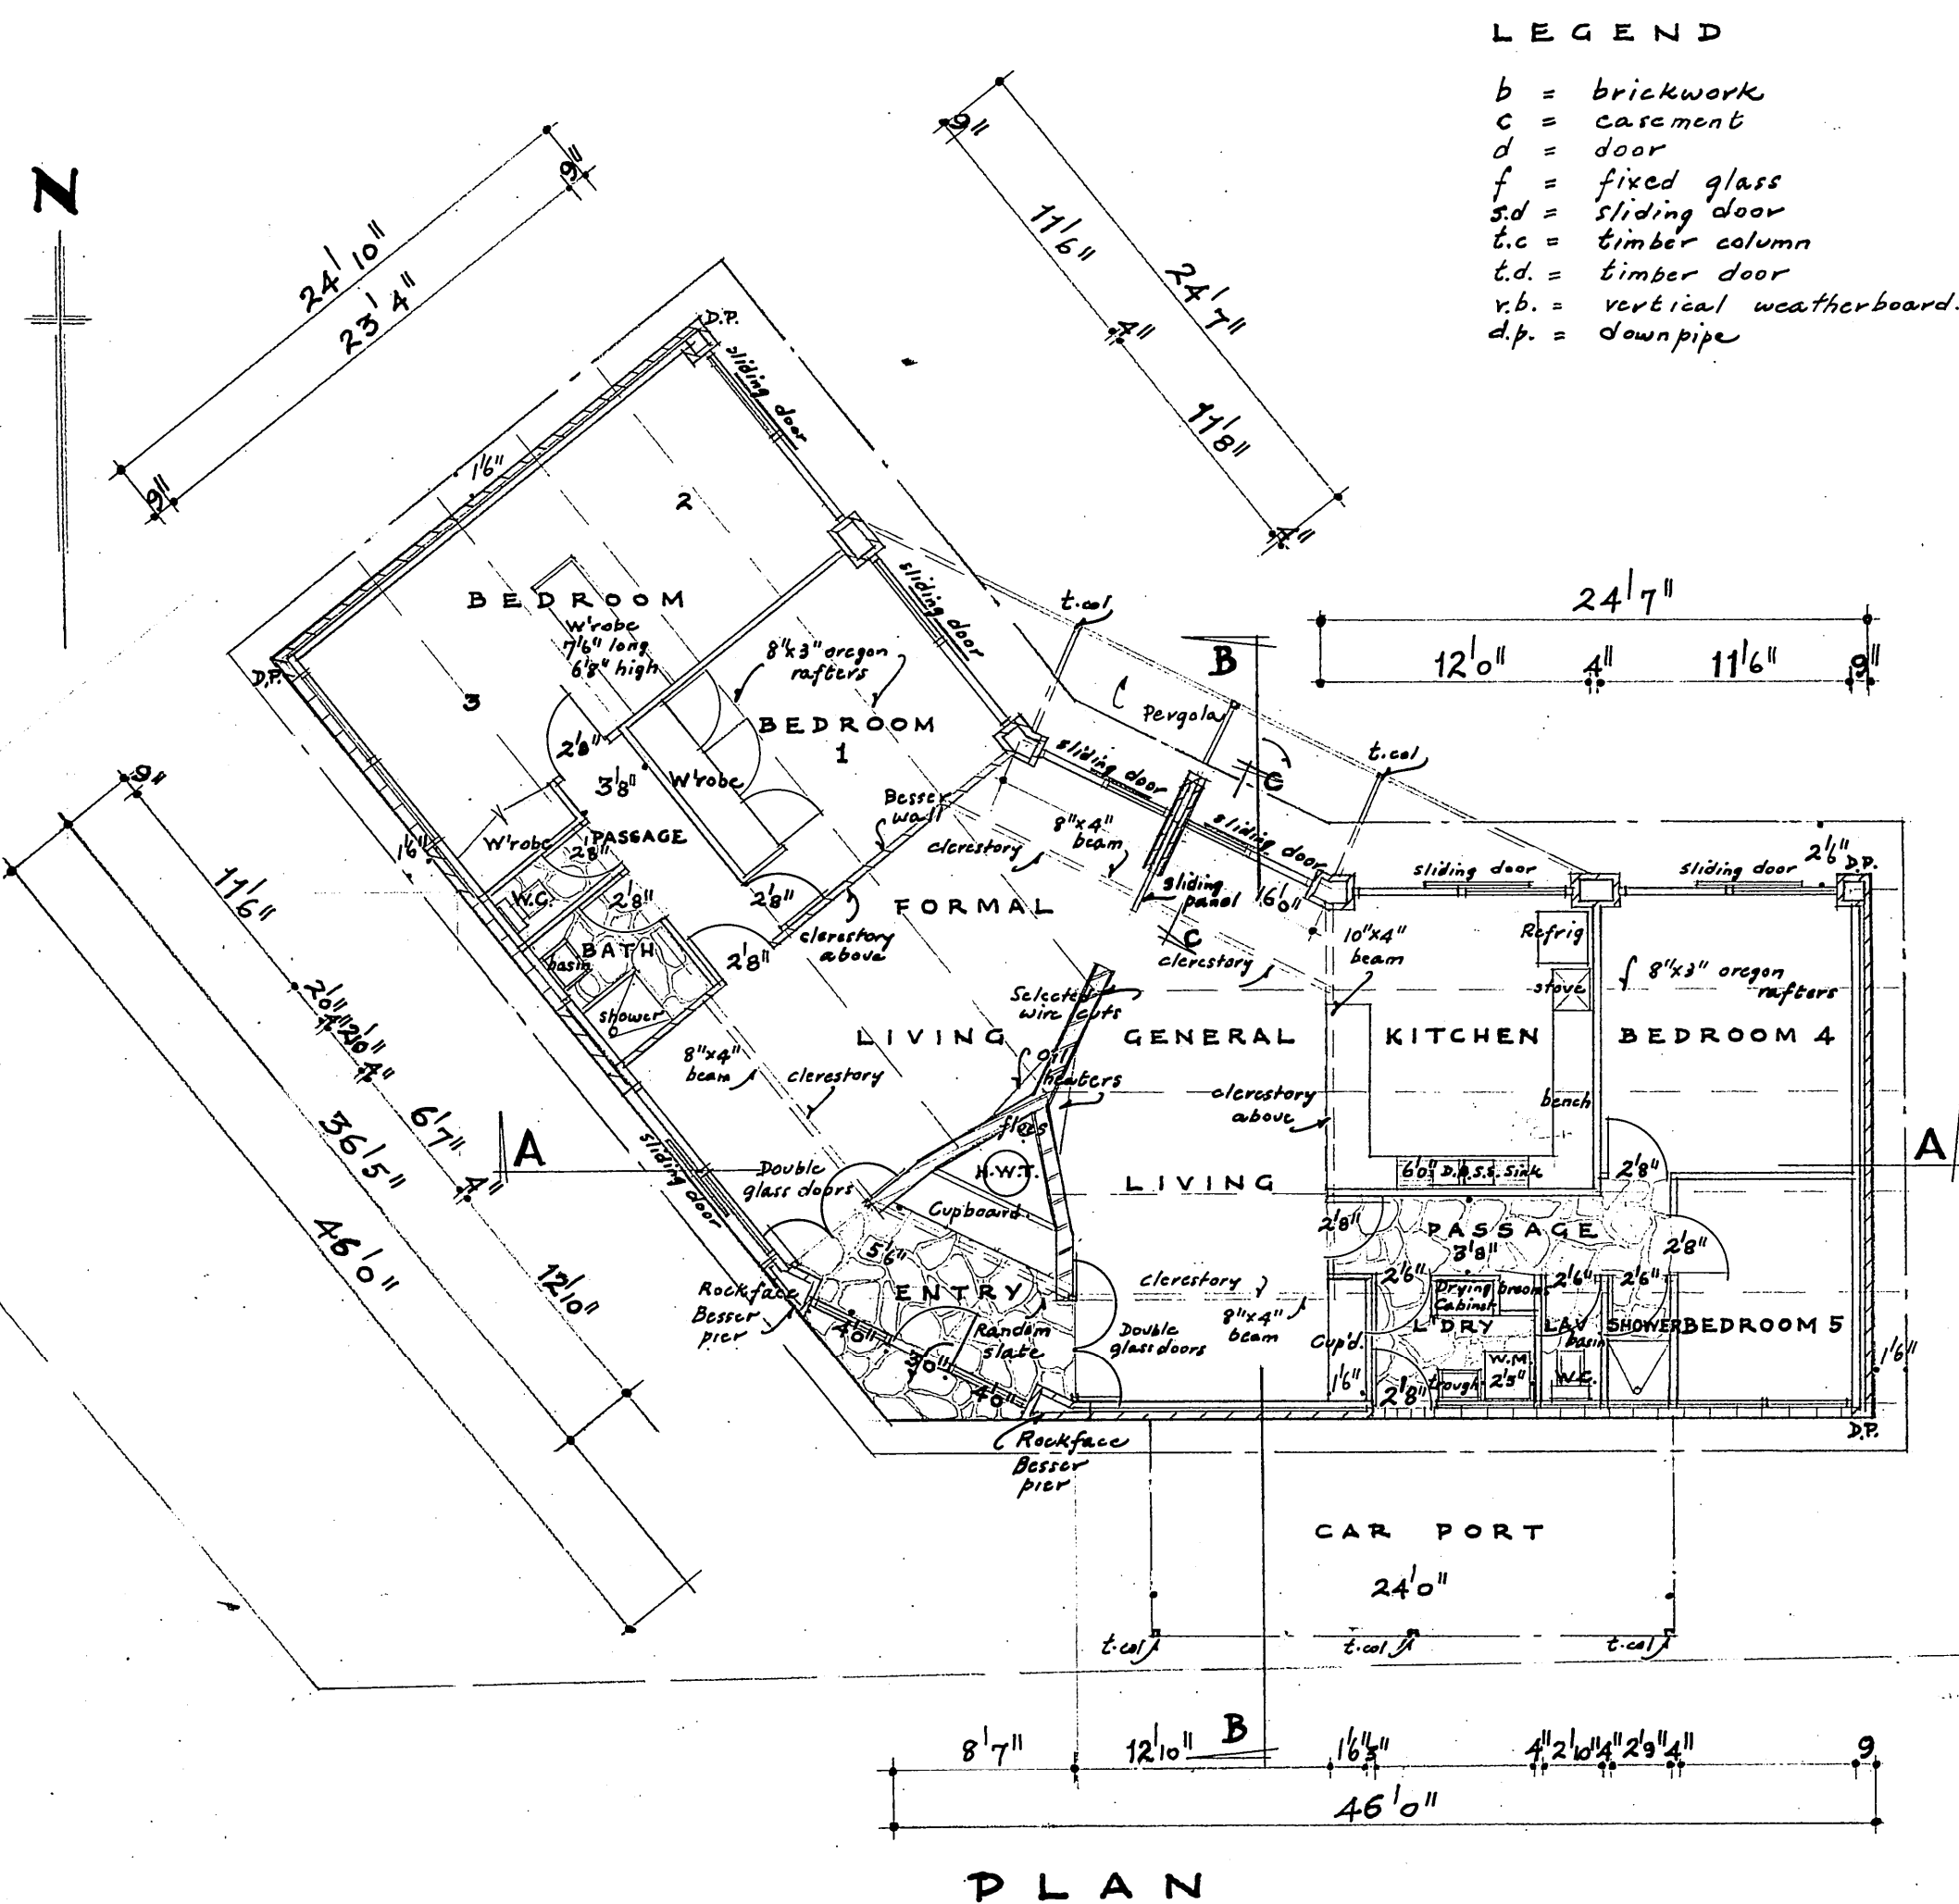 LEGEND
b = brickwork
c = casement
d = door
f = fixed glass
s.d = sliding door
t.c = timber column
t.d. = timber door
v.b. = vertical weatherboard.
d.p. = downpipe
N
24'10"
23'4"
9"
9"
9"
11'6"
24'7"
4"
11'8"
4"
24'7"
12'0" 4" 11'6" 9"
D.P.
sliding door
1'6"
2
BEDROOM
W'robe
7'6" long
6'8" high
3
D.P.
sliding door
8"x3" oregon
rafters
BEDROOM
1
2'8"
3'8"
W'robe
W'robe
PASSAGE
2'8"
1'6"
W.C.
2'8"
2'8"
BATH
basin
2'8"
shower
Besser
wall
clerestory
above
t.col
B
Pergola
C
t.col
sliding door
8"x4"
beam
clerestory
sliding door
sliding
panel
16'0"
C
clerestory
FORMAL
LIVING
8"x4"
beam
clerestory
Selected
wire cuts
oil
heaters
flues
H.W.T.
Cupboard
GENERAL
LIVING
clerestory
above
10"x4"
beam
sliding door
sliding door
2'6"
D.P.
Refrig
stove
KITCHEN
bench
6'0" D.B.S.S. Sink
8"x3" oregon
rafters
BEDROOM 4
2'8"
A
A
9"
11'6"
2'0"
4"
2'10"
4"
6'7"
4"
36'5"
46'0"
12'10"
sliding door
Double
glass doors
5'6"
ENTRY
Rockface
Besser
pier
4'0"
3'0"
4'0"
Random
slate
Double
glass doors
clerestory
8"x4"
beam
2'8"
PASSAGE
3'8"
2'8"
2'6"
2'6"
2'6"
Drying
Cabinet
brooms
L'DRY
LAV
SHOWER
BEDROOM 5
basin
Cup'd.
1'6"
2'8"
trough
W.M.
2'5"
W.C.
1'6"
D.P.
Rockface
Besser
pier
CAR PORT
24'0"
t.col
t.col
t.col
8'7" 12'10" B 1'6" 3" 4" 2'10" 4" 2'9" 4" 9
46'0"
PLAN